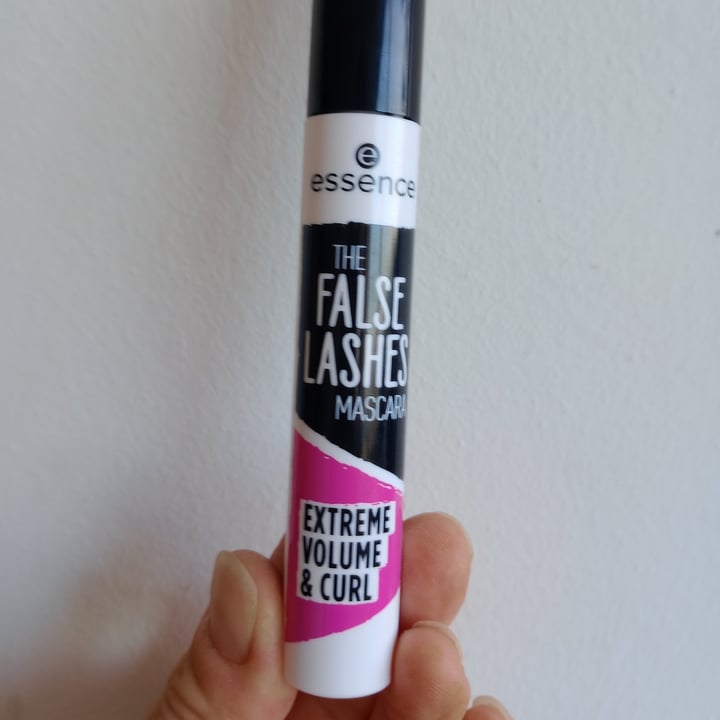 e
essence
THE
FALSE
LASHES
MASCARA
EXTREME
VOLUME
& CURL